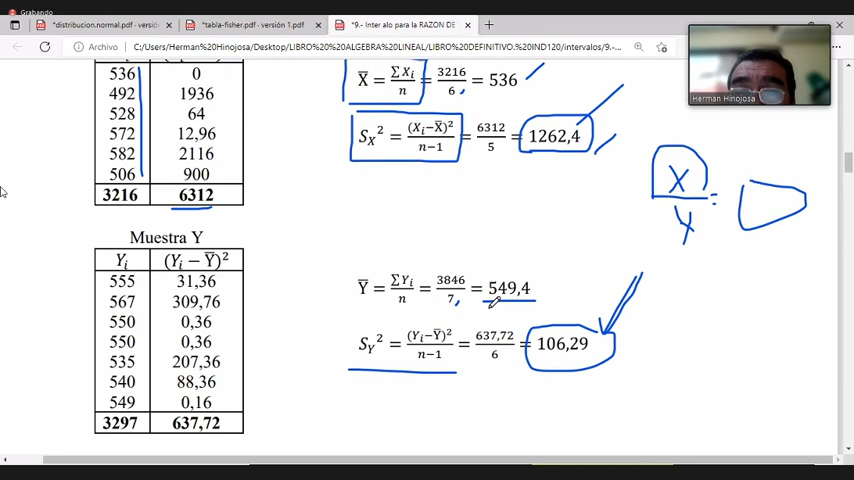 Grabando
*distribucion.normal.pdf - versión
*tabla-fisher.pdf - versión 1.pdf
*9.- Inter alo para la RAZON DE
Archivo
C:/Users/Herman%20Hinojosa/Desktop/LIBRO%20%20ALGEBRA%20LINEAL/LIBRO%20DEFINITIVO.%20IND120/intervalos/9.-...
Herman Hinojosa
536 0
492 1936
528 64
572 12,96
582 2116
506 900
3216 6312
X̅ = ∑Xi/n = 3216/6 = 536
SX² = (Xi−X̅)²/n−1 = 6312/5 = 1262,4
X/Y =
Muestra Y
Yi (Yi − Y̅)²
555 31,36
567 309,76
550 0,36
550 0,36
535 207,36
540 88,36
549 0,16
3297 637,72
Y̅ = ∑Yi/n = 3846/7 = 549,4
SY² = (Yi−Y̅)²/n−1 = 637,72/6 = 106,29